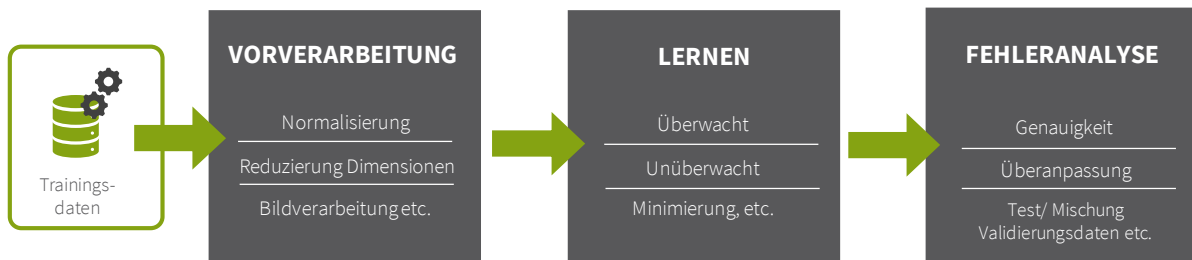 Trainings-
daten
VORVERARBEITUNG
Normalisierung
Reduzierung Dimensionen
Bildverarbeitung etc.
LERNEN
Überwacht
Unüberwacht
Minimierung, etc.
FEHLERANALYSE
Genauigkeit
Überanpassung
Test/ Mischung
Validierungsdaten etc.